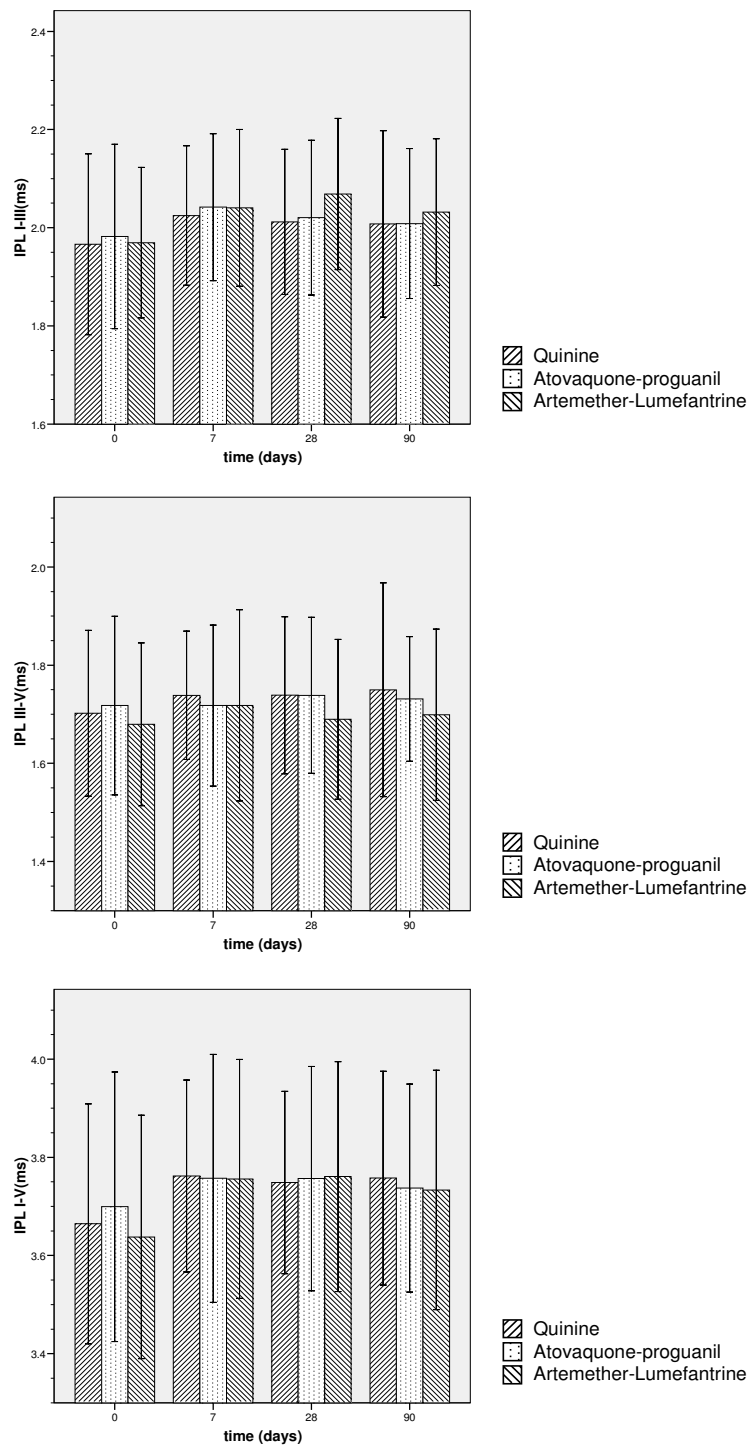 2.4
2.2
2.0
1.8
1.6
IPL I-III(ms)
0 7 28 90
time (days)
Quinine
Atovaquone-proguanil
Artemether-Lumefantrine
2.0
1.8
1.6
1.4
IPL III-V(ms)
0 7 28 90
time (days)
Quinine
Atovaquone-proguanil
Artemether-Lumefantrine
4.0
3.8
3.6
3.4
IPL I-V(ms)
0 7 28 90
time (days)
Quinine
Atovaquone-proguanil
Artemether-Lumefantrine